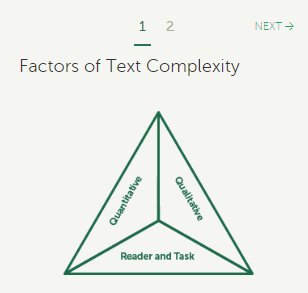 1 2 NEXT →
Factors of Text Complexity
Quantitative
Qualitative
Reader and Task